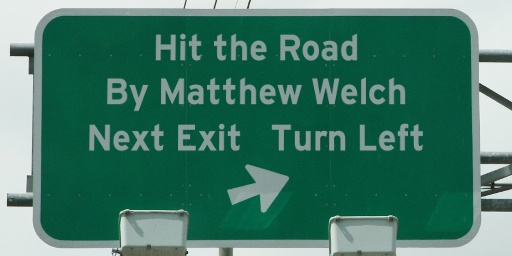 Hit the Road
By Matthew Welch
Next Exit Turn Left